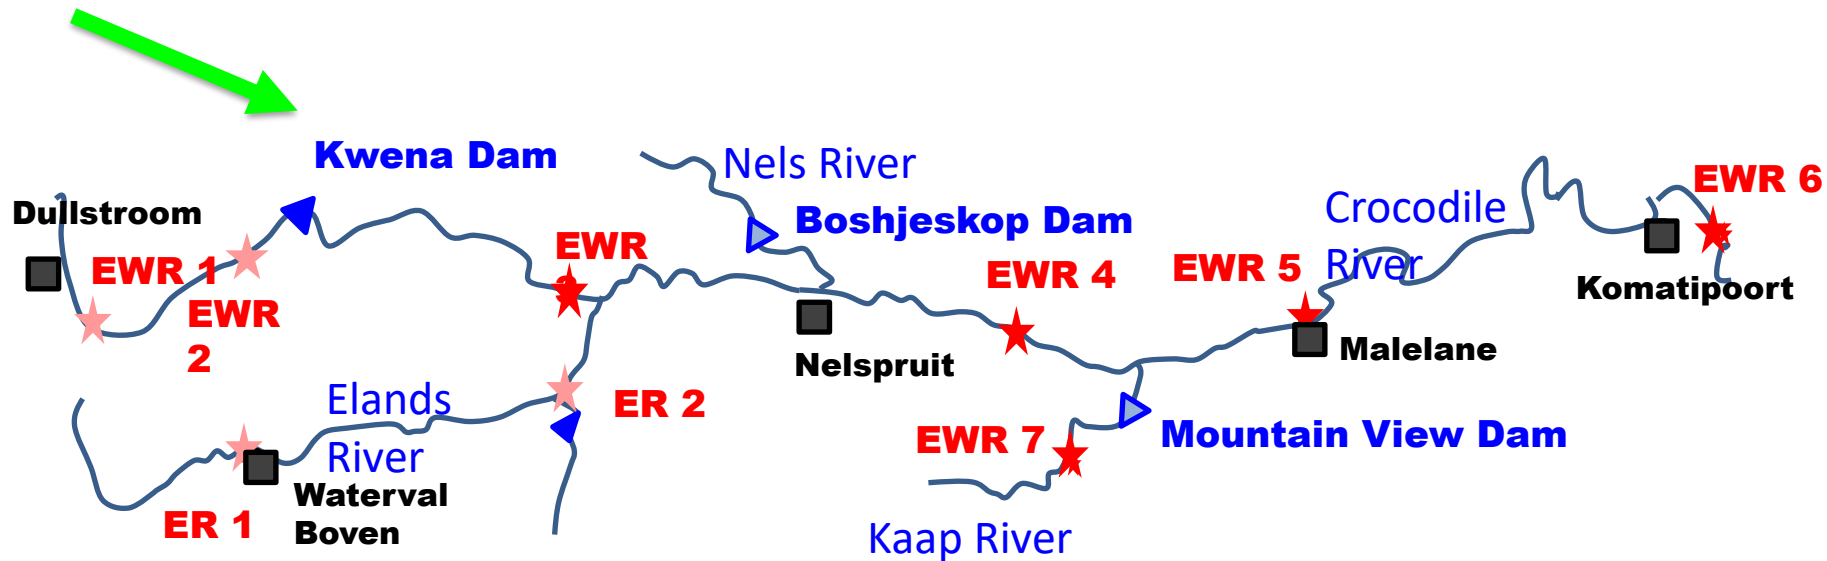 Kwena Dam
Nels River
Dullstroom
Boshjeskop Dam
Crocodile
River
EWR 6
EWR 1
EWR
2
EWR
3
EWR 4
EWR 5
Komatipoort
Nelspruit
Malelane
Elands
River
ER 2
EWR 7
Mountain View Dam
Waterval
Boven
ER 1
Kaap River